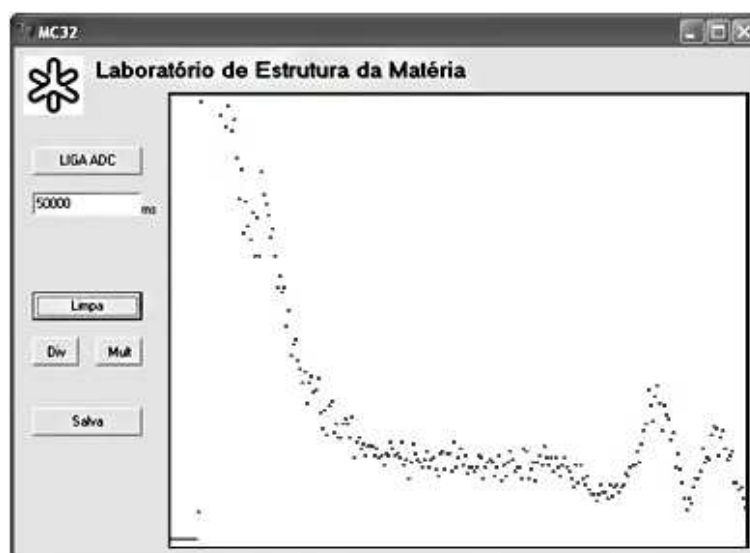 MC32
Laboratório de Estrutura da Matéria
LIGA ADC
50000
ms
Limpa
Div
Mult
Salva